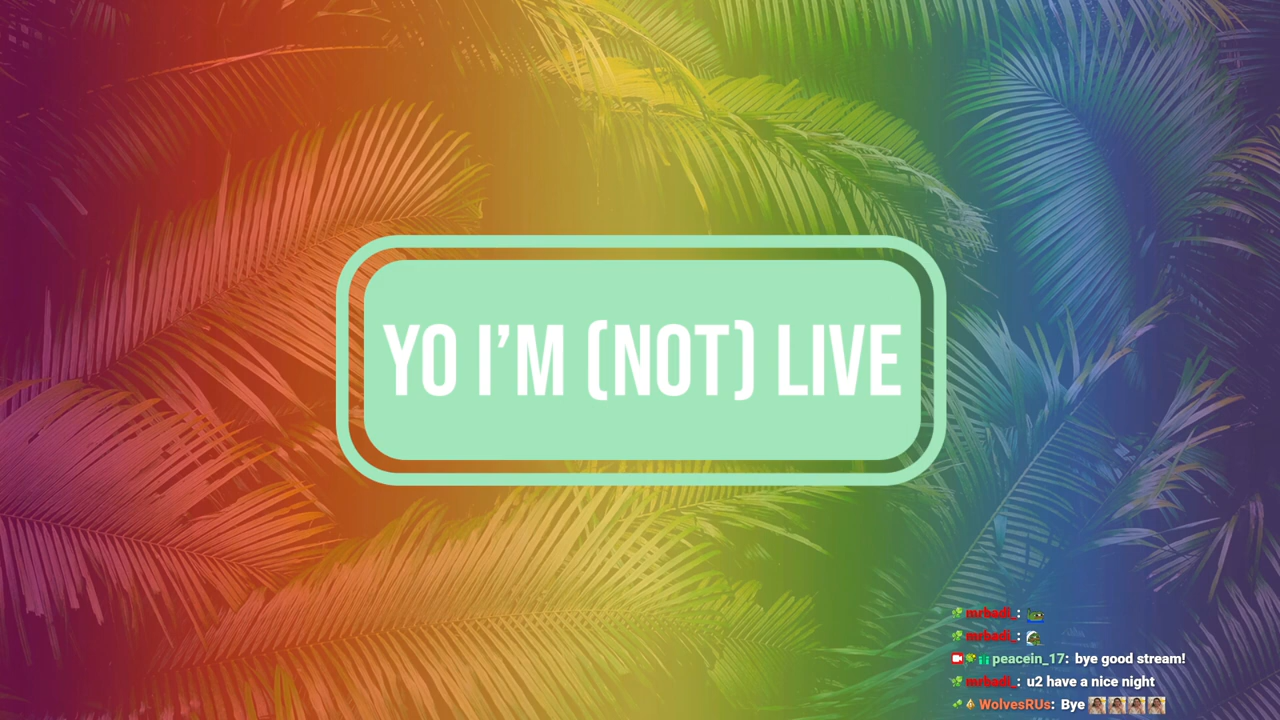 YO I'M (NOT) LIVE
mrbadi_:
mrbadi_:
peacein_17: bye good stream!
mrbadi_: u2 have a nice night
WolvesRUs: Bye